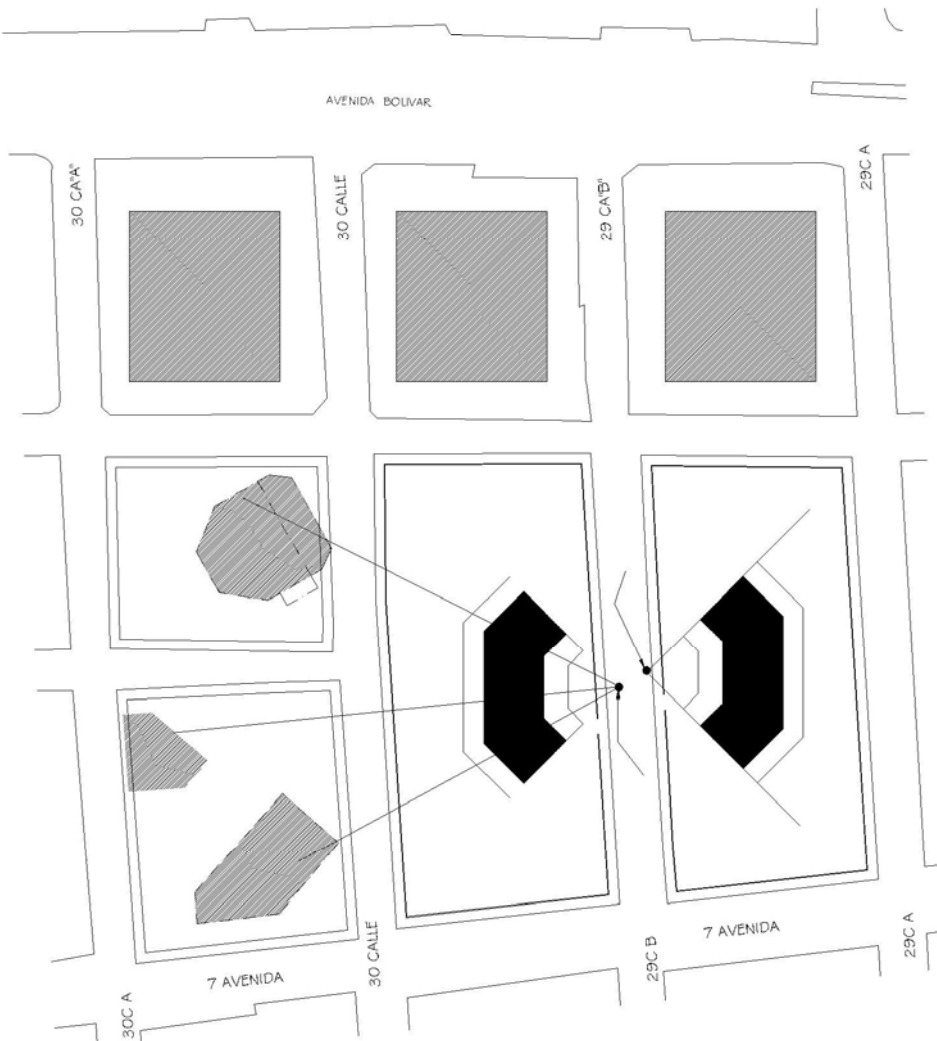 AVENIDA BOLIVAR
30 CA"A"
30 CALLE
29 CA"B"
29C A
7 AVENIDA
7 AVENIDA
30C A
30 CALLE
29C B
29C A